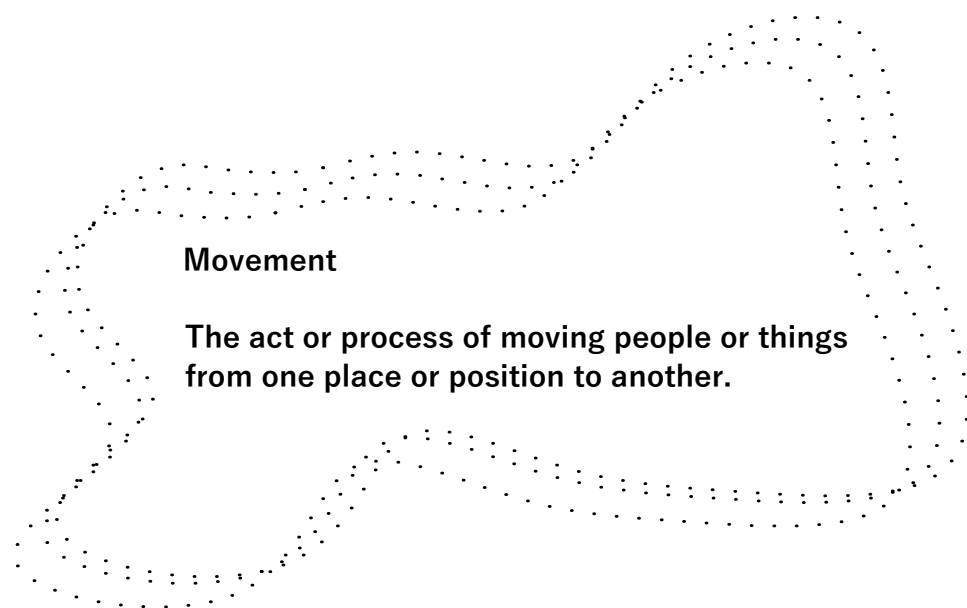 Movement
The act or process of moving people or things
from one place or position to another.